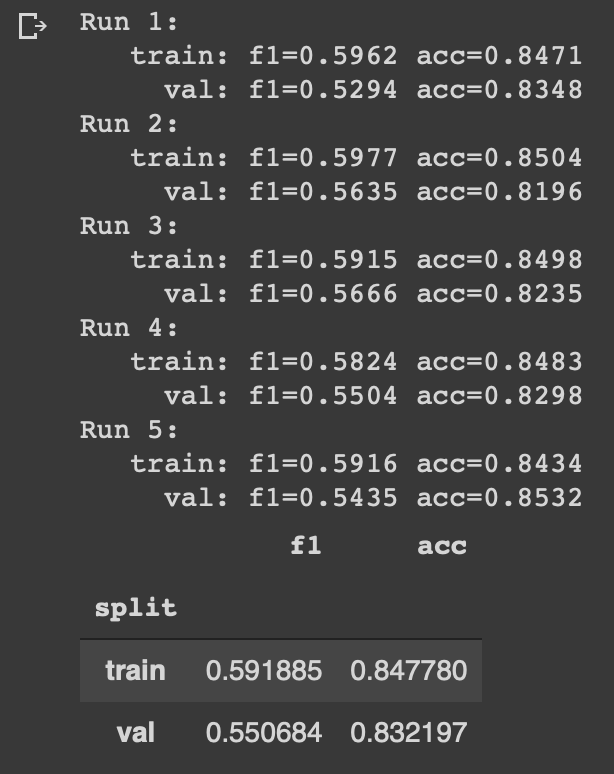 Run 1:
train: f1=0.5962 acc=0.8471
val: f1=0.5294 acc=0.8348
Run 2:
train: f1=0.5977 acc=0.8504
val: f1=0.5635 acc=0.8196
Run 3:
train: f1=0.5915 acc=0.8498
val: f1=0.5666 acc=0.8235
Run 4:
train: f1=0.5824 acc=0.8483
val: f1=0.5504 acc=0.8298
Run 5:
train: f1=0.5916 acc=0.8434
val: f1=0.5435 acc=0.8532
f1 acc
split
train 0.591885 0.847780
val 0.550684 0.832197